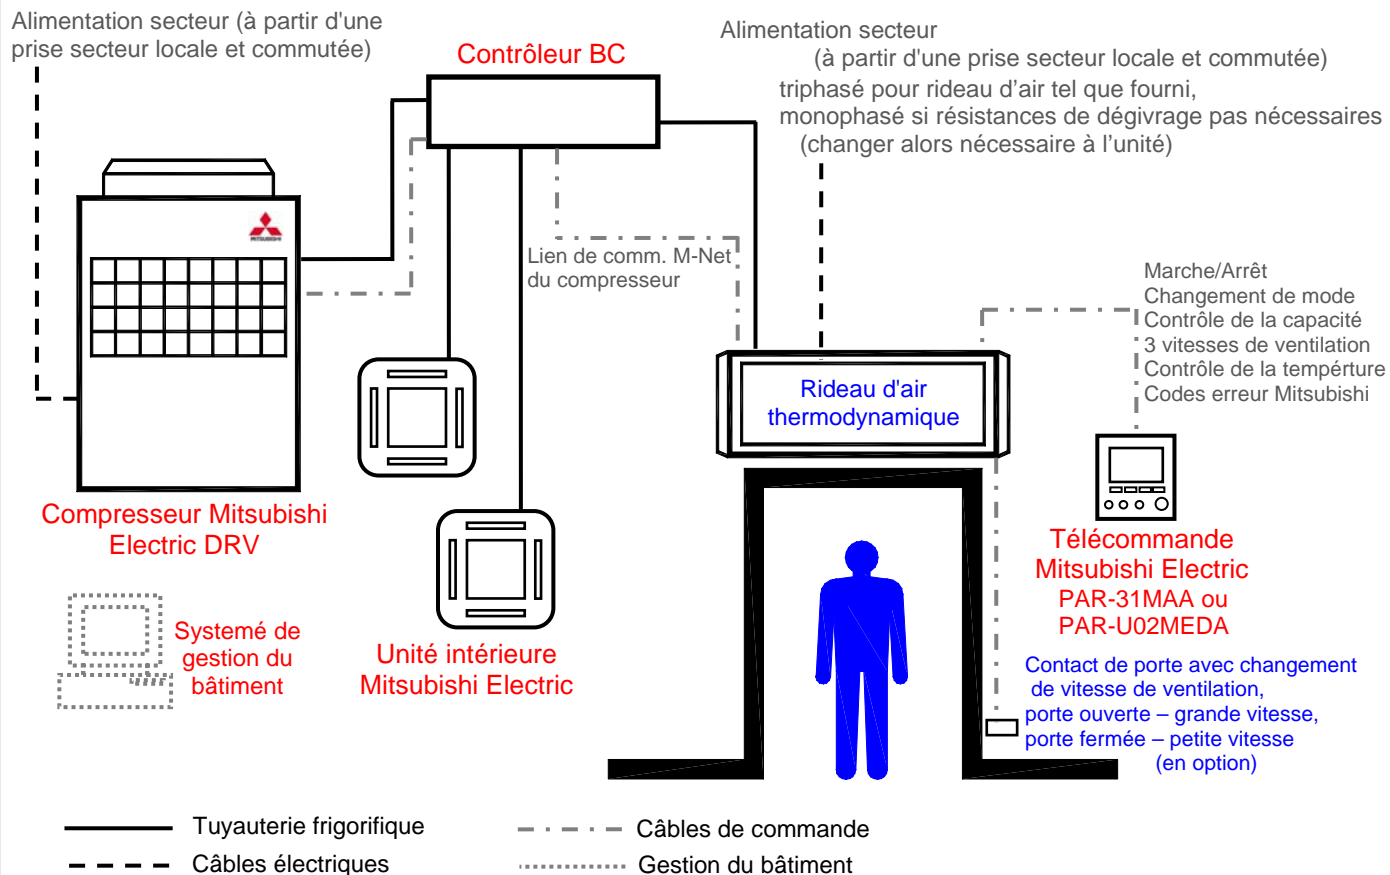 Alimentation secteur (à partir d'une
prise secteur locale et commutée)
Contrôleur BC
Alimentation secteur
(à partir d'une prise secteur locale et commutée)
triphasé pour rideau d'air tel que fourni,
monophasé si résistances de dégivrage pas nécessaires
(changer alors nécessaire à l'unité)
MITSUBISHI
Lien de comm. M-Net
du compresseur
Marche/Arrêt
Changement de mode
Contrôle de la capacité
3 vitesses de ventilation
Contrôle de la tempérture
Codes erreur Mitsubishi
Rideau d'air
thermodynamique
Compresseur Mitsubishi
Electric DRV
Télécommande
Mitsubishi Electric
PAR-31MAA ou
PAR-U02MEDA
Systemé de
gestion du
bâtiment
Unité intérieure
Mitsubishi Electric
Contact de porte avec changement
de vitesse de ventilation,
porte ouverte – grande vitesse,
porte fermée – petite vitesse
(en option)
Tuyauterie frigorifique
Câbles de commande
Câbles électriques
Gestion du bâtiment